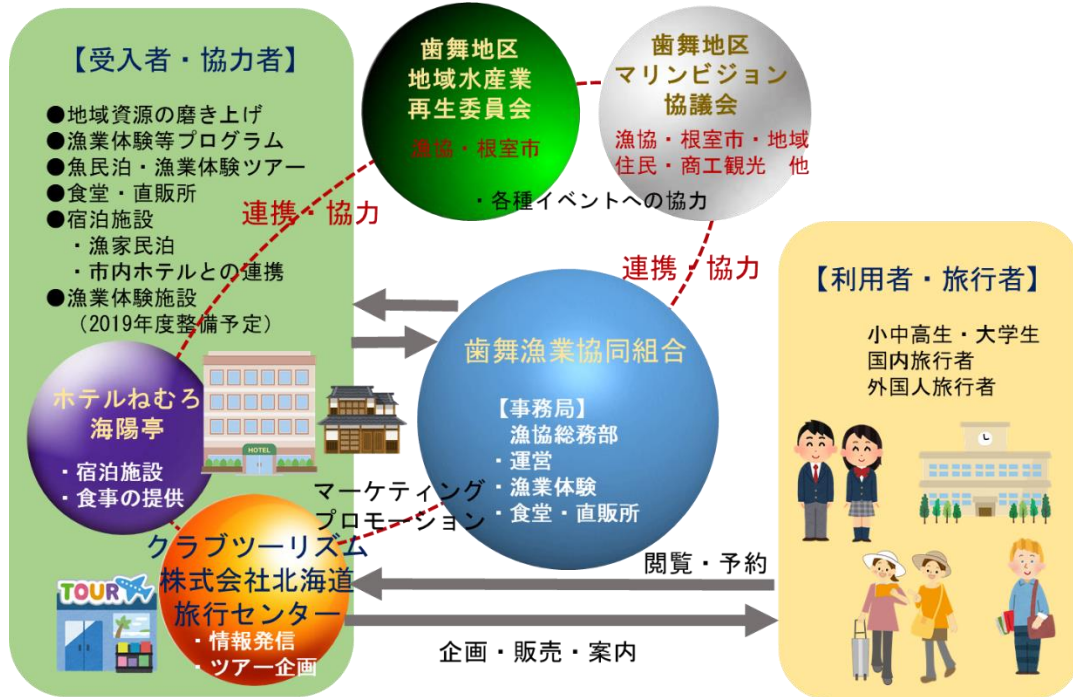 【受入者・協力者】
●地域資源の磨き上げ
●漁業体験等プログラム
●魚民泊・漁業体験ツアー
●食堂・直販所
●宿泊施設
・漁家民泊
・市内ホテルとの連携
●漁業体験施設
（2019年度整備予定）
歯舞地区
地域水産業
再生委員会
漁協・根室市
歯舞地区
マリンビジョン
協議会
漁協・根室市・地域
住民・商工観光　他
・各種イベントへの協力
連携・協力
連携・協力
歯舞漁業協同組合
【事務局】
漁協総務部
・運営
・漁業体験
・食堂・直販所
【利用者・旅行者】
小中高生・大学生
国内旅行者
外国人旅行者
ホテルねむろ
海陽亭
・宿泊施設
・食事の提供
HOTEL
マーケティング
プロモーション
クラブツーリズム
株式会社北海道
旅行センター
・情報発信
・ツアー企画
TOUR
閲覧・予約
企画・販売・案内